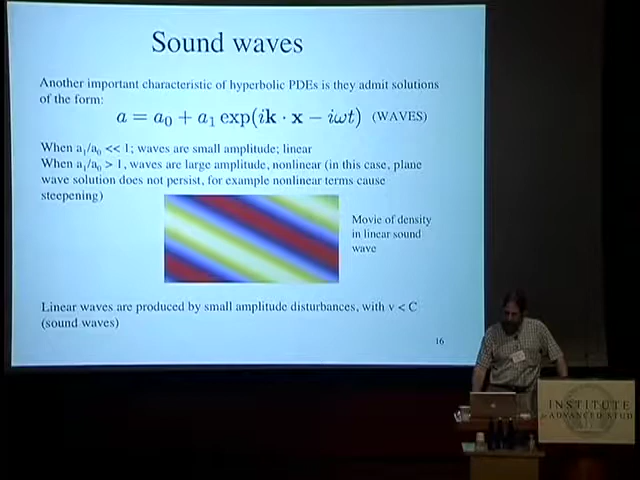 Sound waves
Another important characteristic of hyperbolic PDEs is they admit solutions
of the form:
a = a₀ + a₁ exp(ik · x − iωt) (WAVES)
When a₁/a₀ << 1; waves are small amplitude; linear
When a₁/a₀ > 1, waves are large amplitude, nonlinear (in this case, plane
wave solution does not persist, for example nonlinear terms cause
steepening)
Movie of density
in linear sound
wave
Linear waves are produced by small amplitude disturbances, with v < C
(sound waves)
16
INSTITUTE
ADVANCED STUD